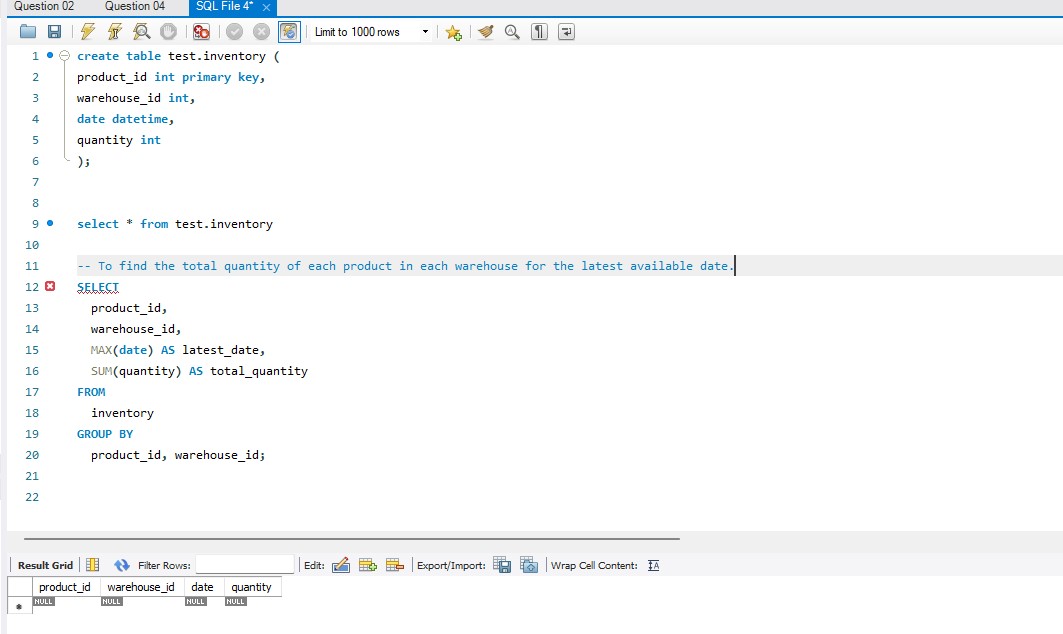 Question 02 Question 04 SQL File 4*
Limit to 1000 rows
1 create table test.inventory (
2 product_id int primary key,
3 warehouse_id int,
4 date datetime,
5 quantity int
6 );
7
8
9 select * from test.inventory
10
11 -- To find the total quantity of each product in each warehouse for the latest available date.
12 SELECT
13 product_id,
14 warehouse_id,
15 MAX(date) AS latest_date,
16 SUM(quantity) AS total_quantity
17 FROM
18 inventory
19 GROUP BY
20 product_id, warehouse_id;
21
22
Result Grid Filter Rows: Edit: Export/Import: Wrap Cell Content:
product_id warehouse_id date quantity
NULL NULL NULL NULL